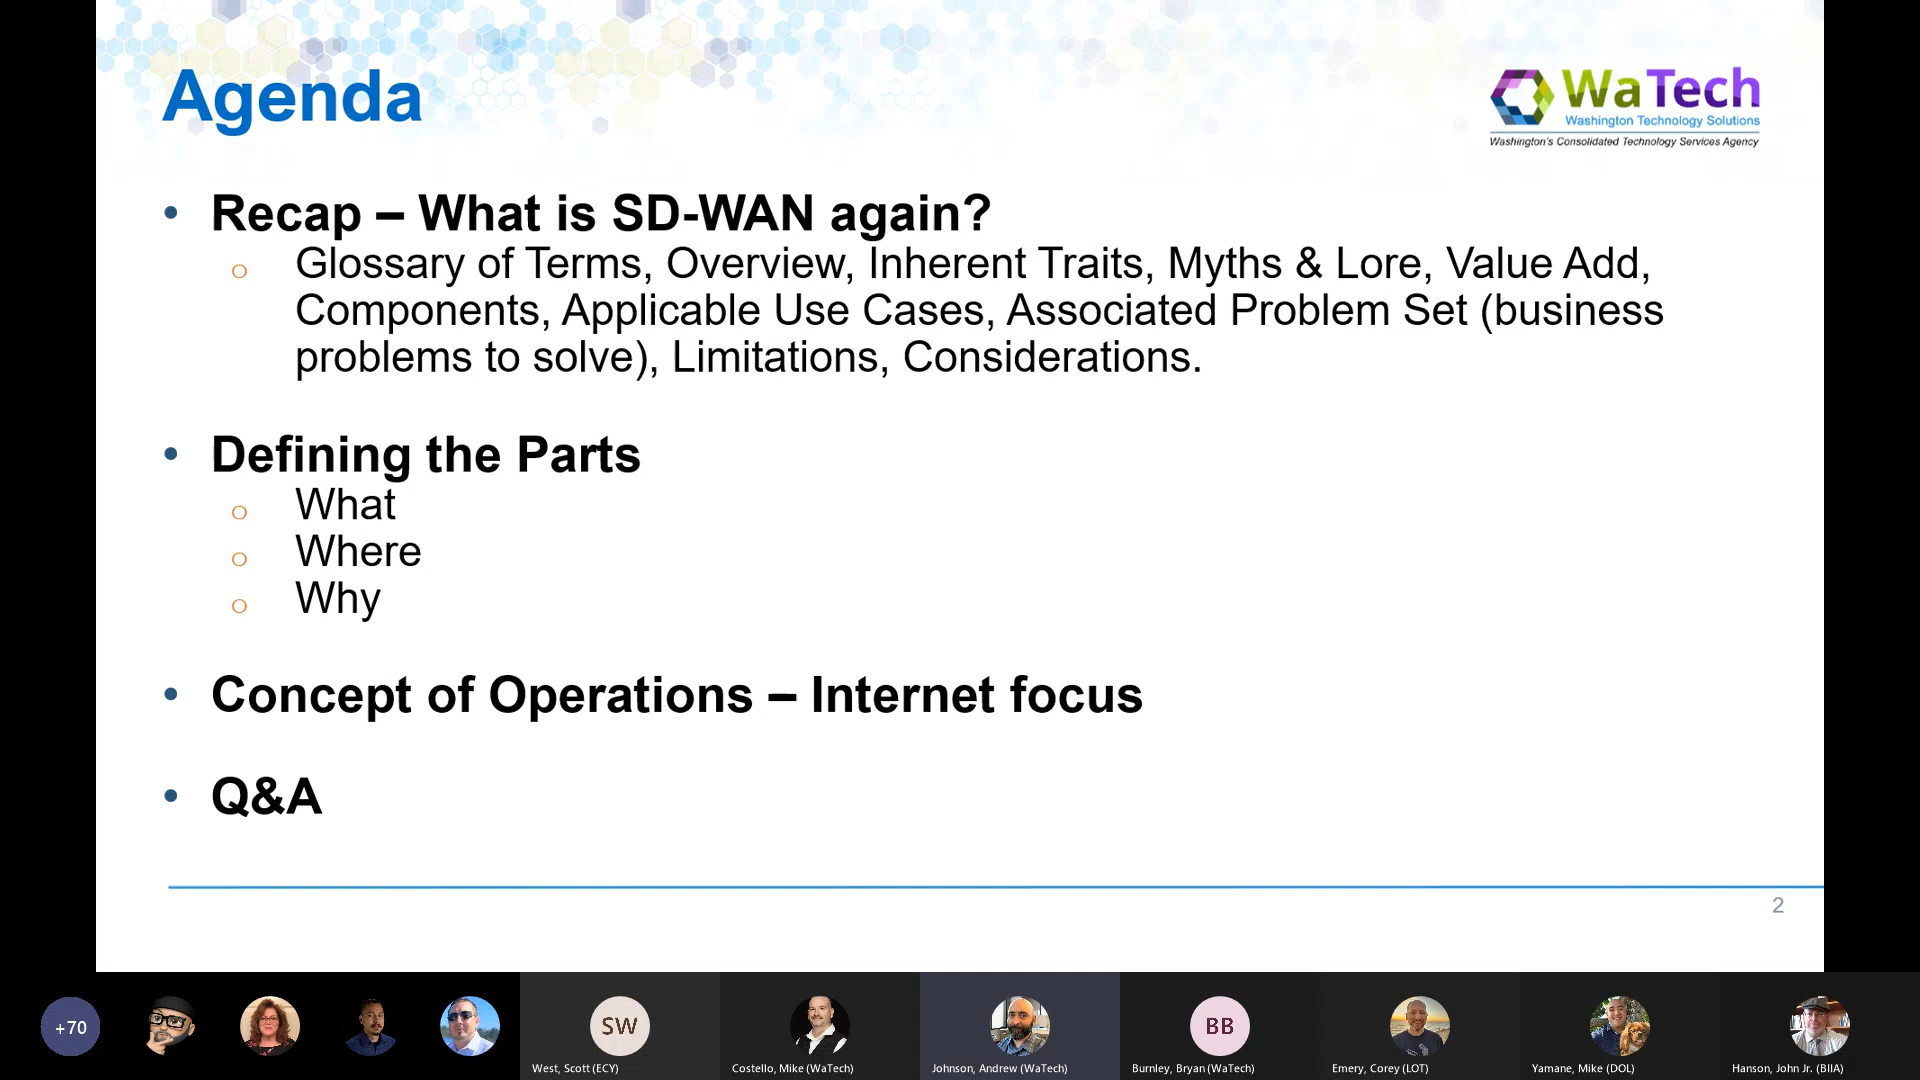 Agenda
WaTech
Washington Technology Solutions
Washington's Consolidated Technology Services Agency
• Recap – What is SD-WAN again?
o Glossary of Terms, Overview, Inherent Traits, Myths & Lore, Value Add,
Components, Applicable Use Cases, Associated Problem Set (business
problems to solve), Limitations, Considerations.
• Defining the Parts
o What
o Where
o Why
• Concept of Operations – Internet focus
• Q&A
2
+70
SW
BB
West, Scott (ECY)
Costello, Mike (WaTech)
Johnson, Andrew (WaTech)
Burnley, Bryan (WaTech)
Emery, Corey (LOT)
Yamane, Mike (DOL)
Hanson, John Jr. (BIIA)